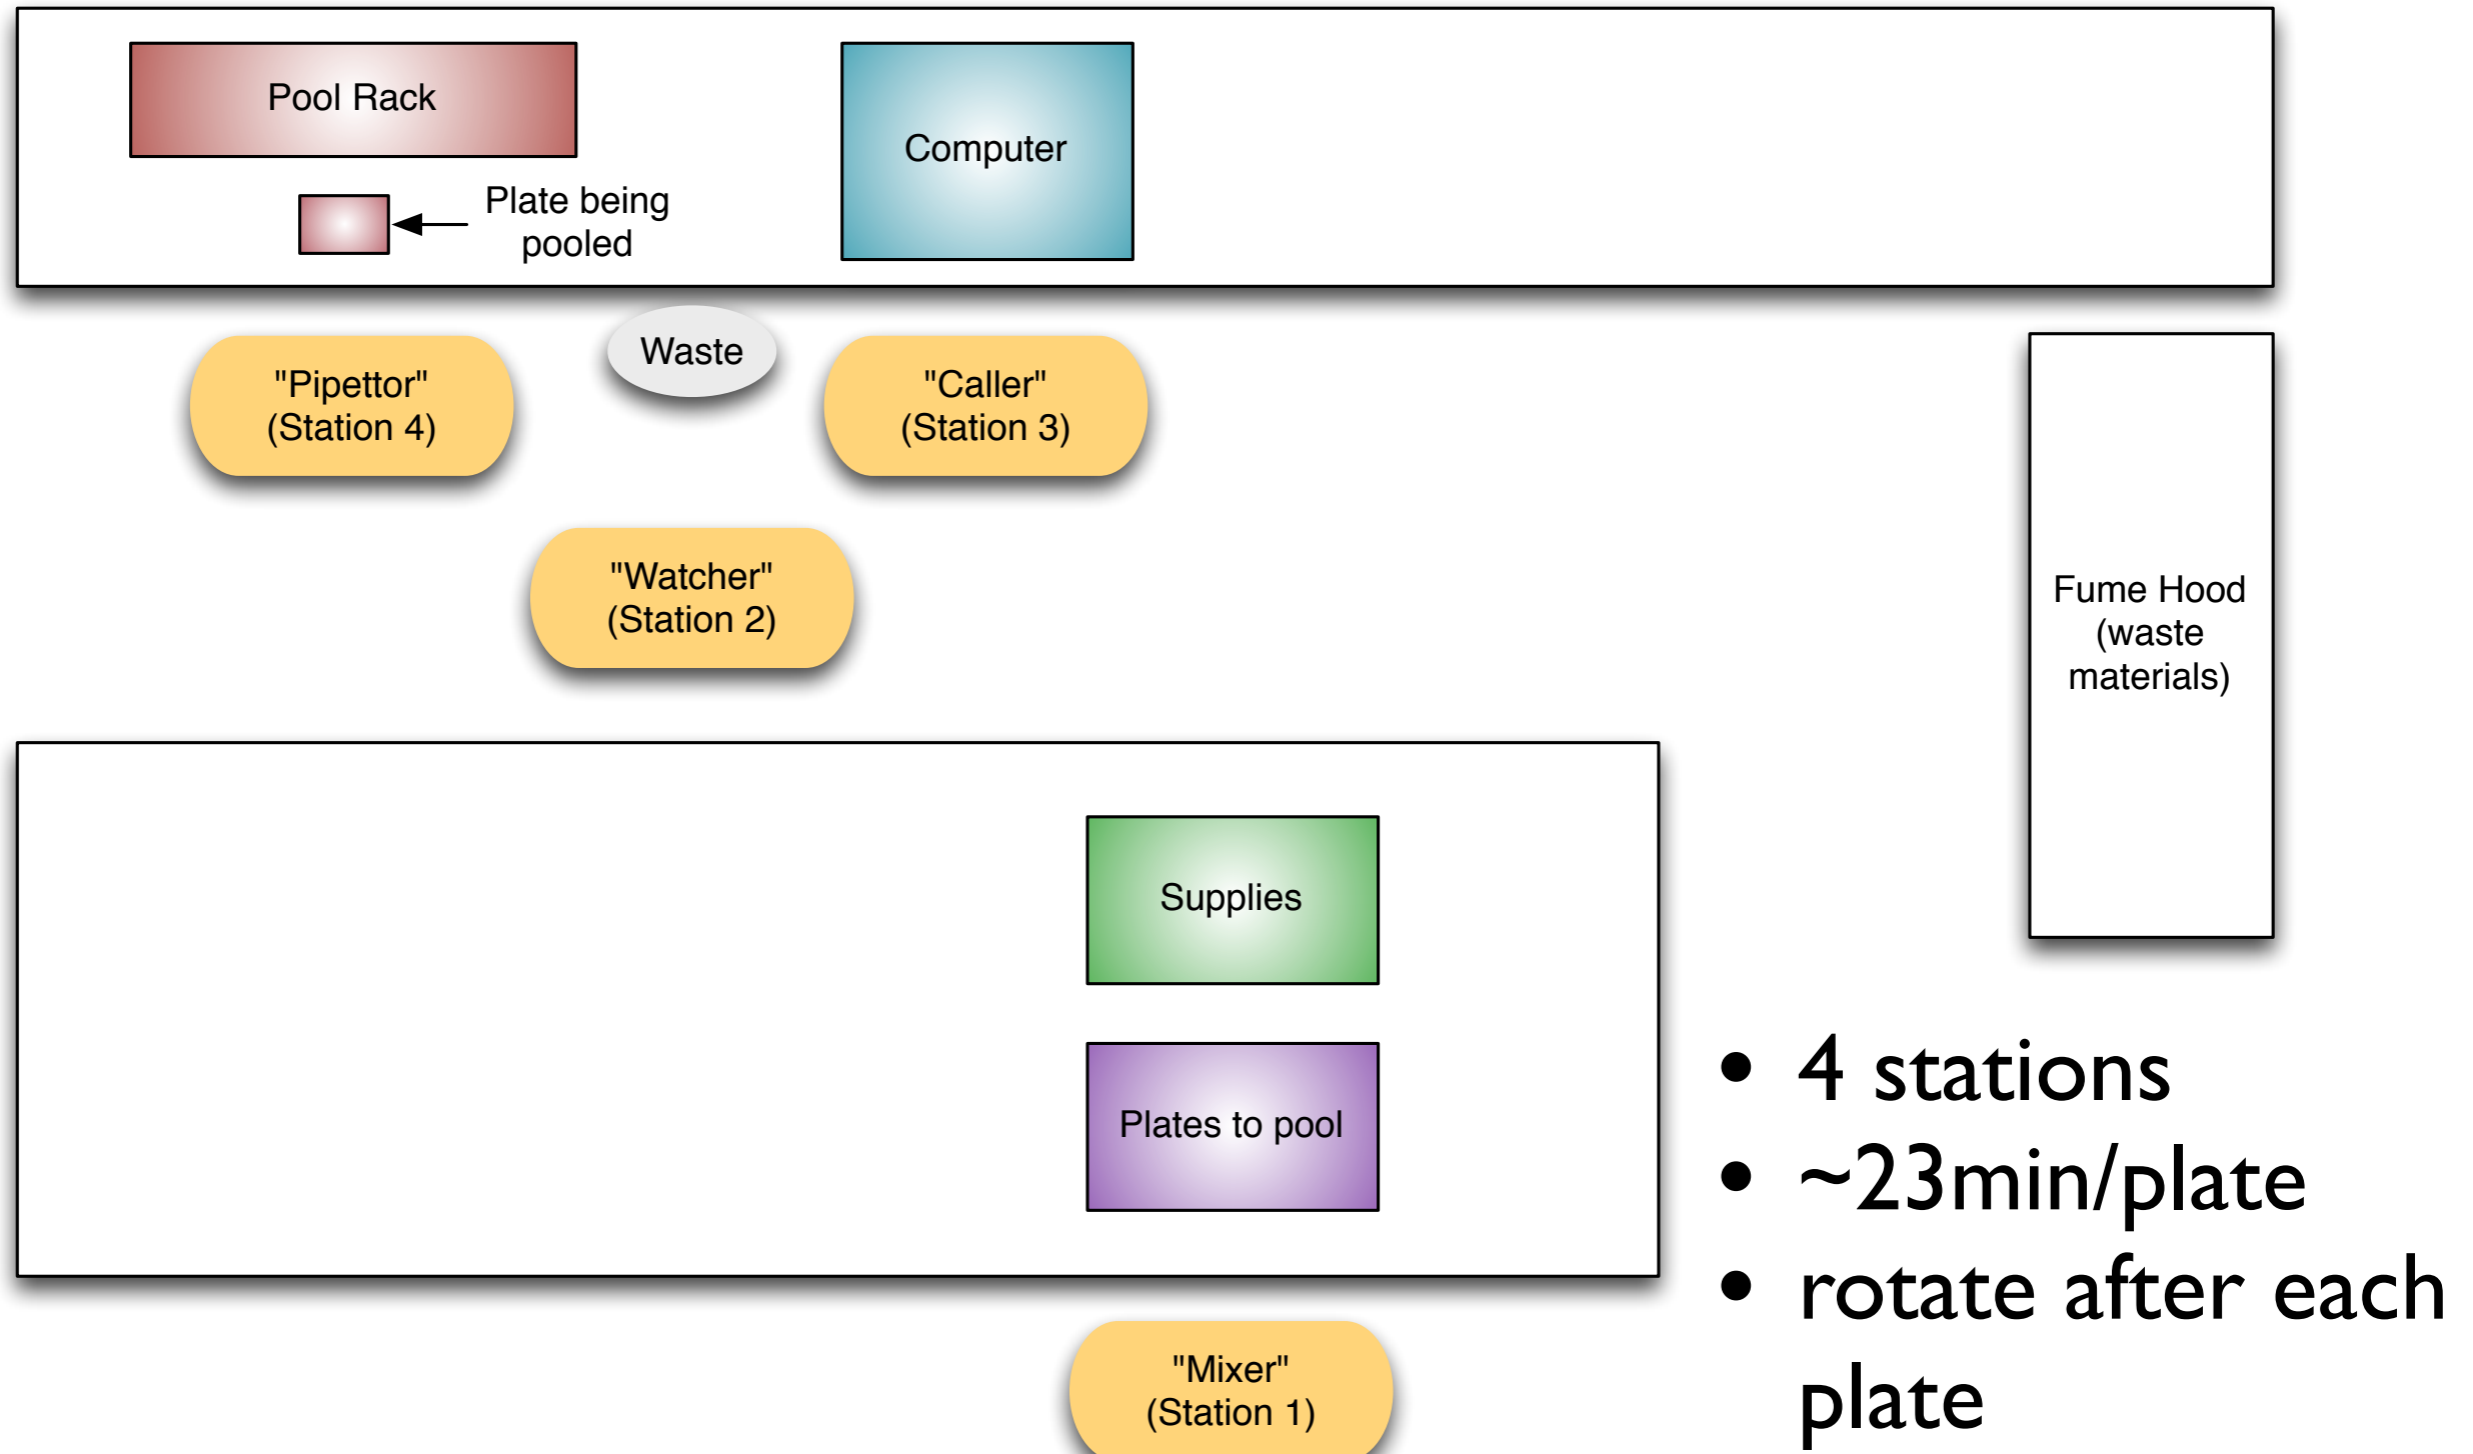 Pool Rack
Computer
Plate being
pooled
Waste
"Pipettor"
(Station 4)
"Caller"
(Station 3)
"Watcher"
(Station 2)
Fume Hood
(waste
materials)
Supplies
Plates to pool
"Mixer"
(Station 1)
• 4 stations
• ~23min/plate
• rotate after each
plate